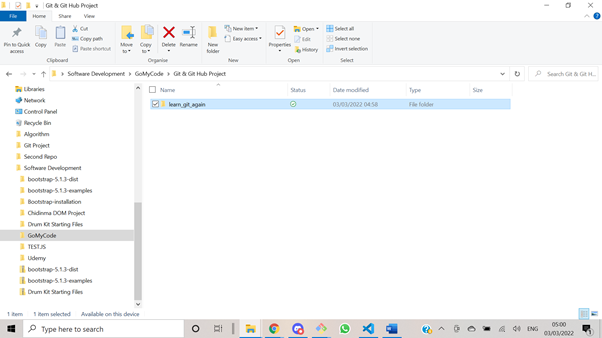 Git & Git Hub Project
File
Home
Share
View
Pin to Quick access
Copy
Paste
Cut
Copy path
Paste shortcut
Clipboard
Move to
Copy to
Delete
Rename
Organise
New folder
New item
Easy access
New
Properties
Open
Edit
History
Open
Select all
Select none
Invert selection
Select
Software Development > GoMyCode > Git & Git Hub Project
Search Git & Git H...
Libraries
Network
Control Panel
Recycle Bin
Algorithm
Git Project
Second Repo
Software Development
bootstrap-5.1.3-dist
bootstrap-5.1.3-examples
Bootstrap-installation
Chidinma DOM Project
Drum Kit Starting Files
GoMyCode
TEST.JS
Udemy
bootstrap-5.1.3-dist
bootstrap-5.1.3-examples
Drum Kit Starting Files
Name
Status
Date modified
Type
Size
learn_git_again
03/03/2022 04:58
File folder
1 item
1 item selected
Available on this device
Type here to search
ENG
05:00
03/03/2022